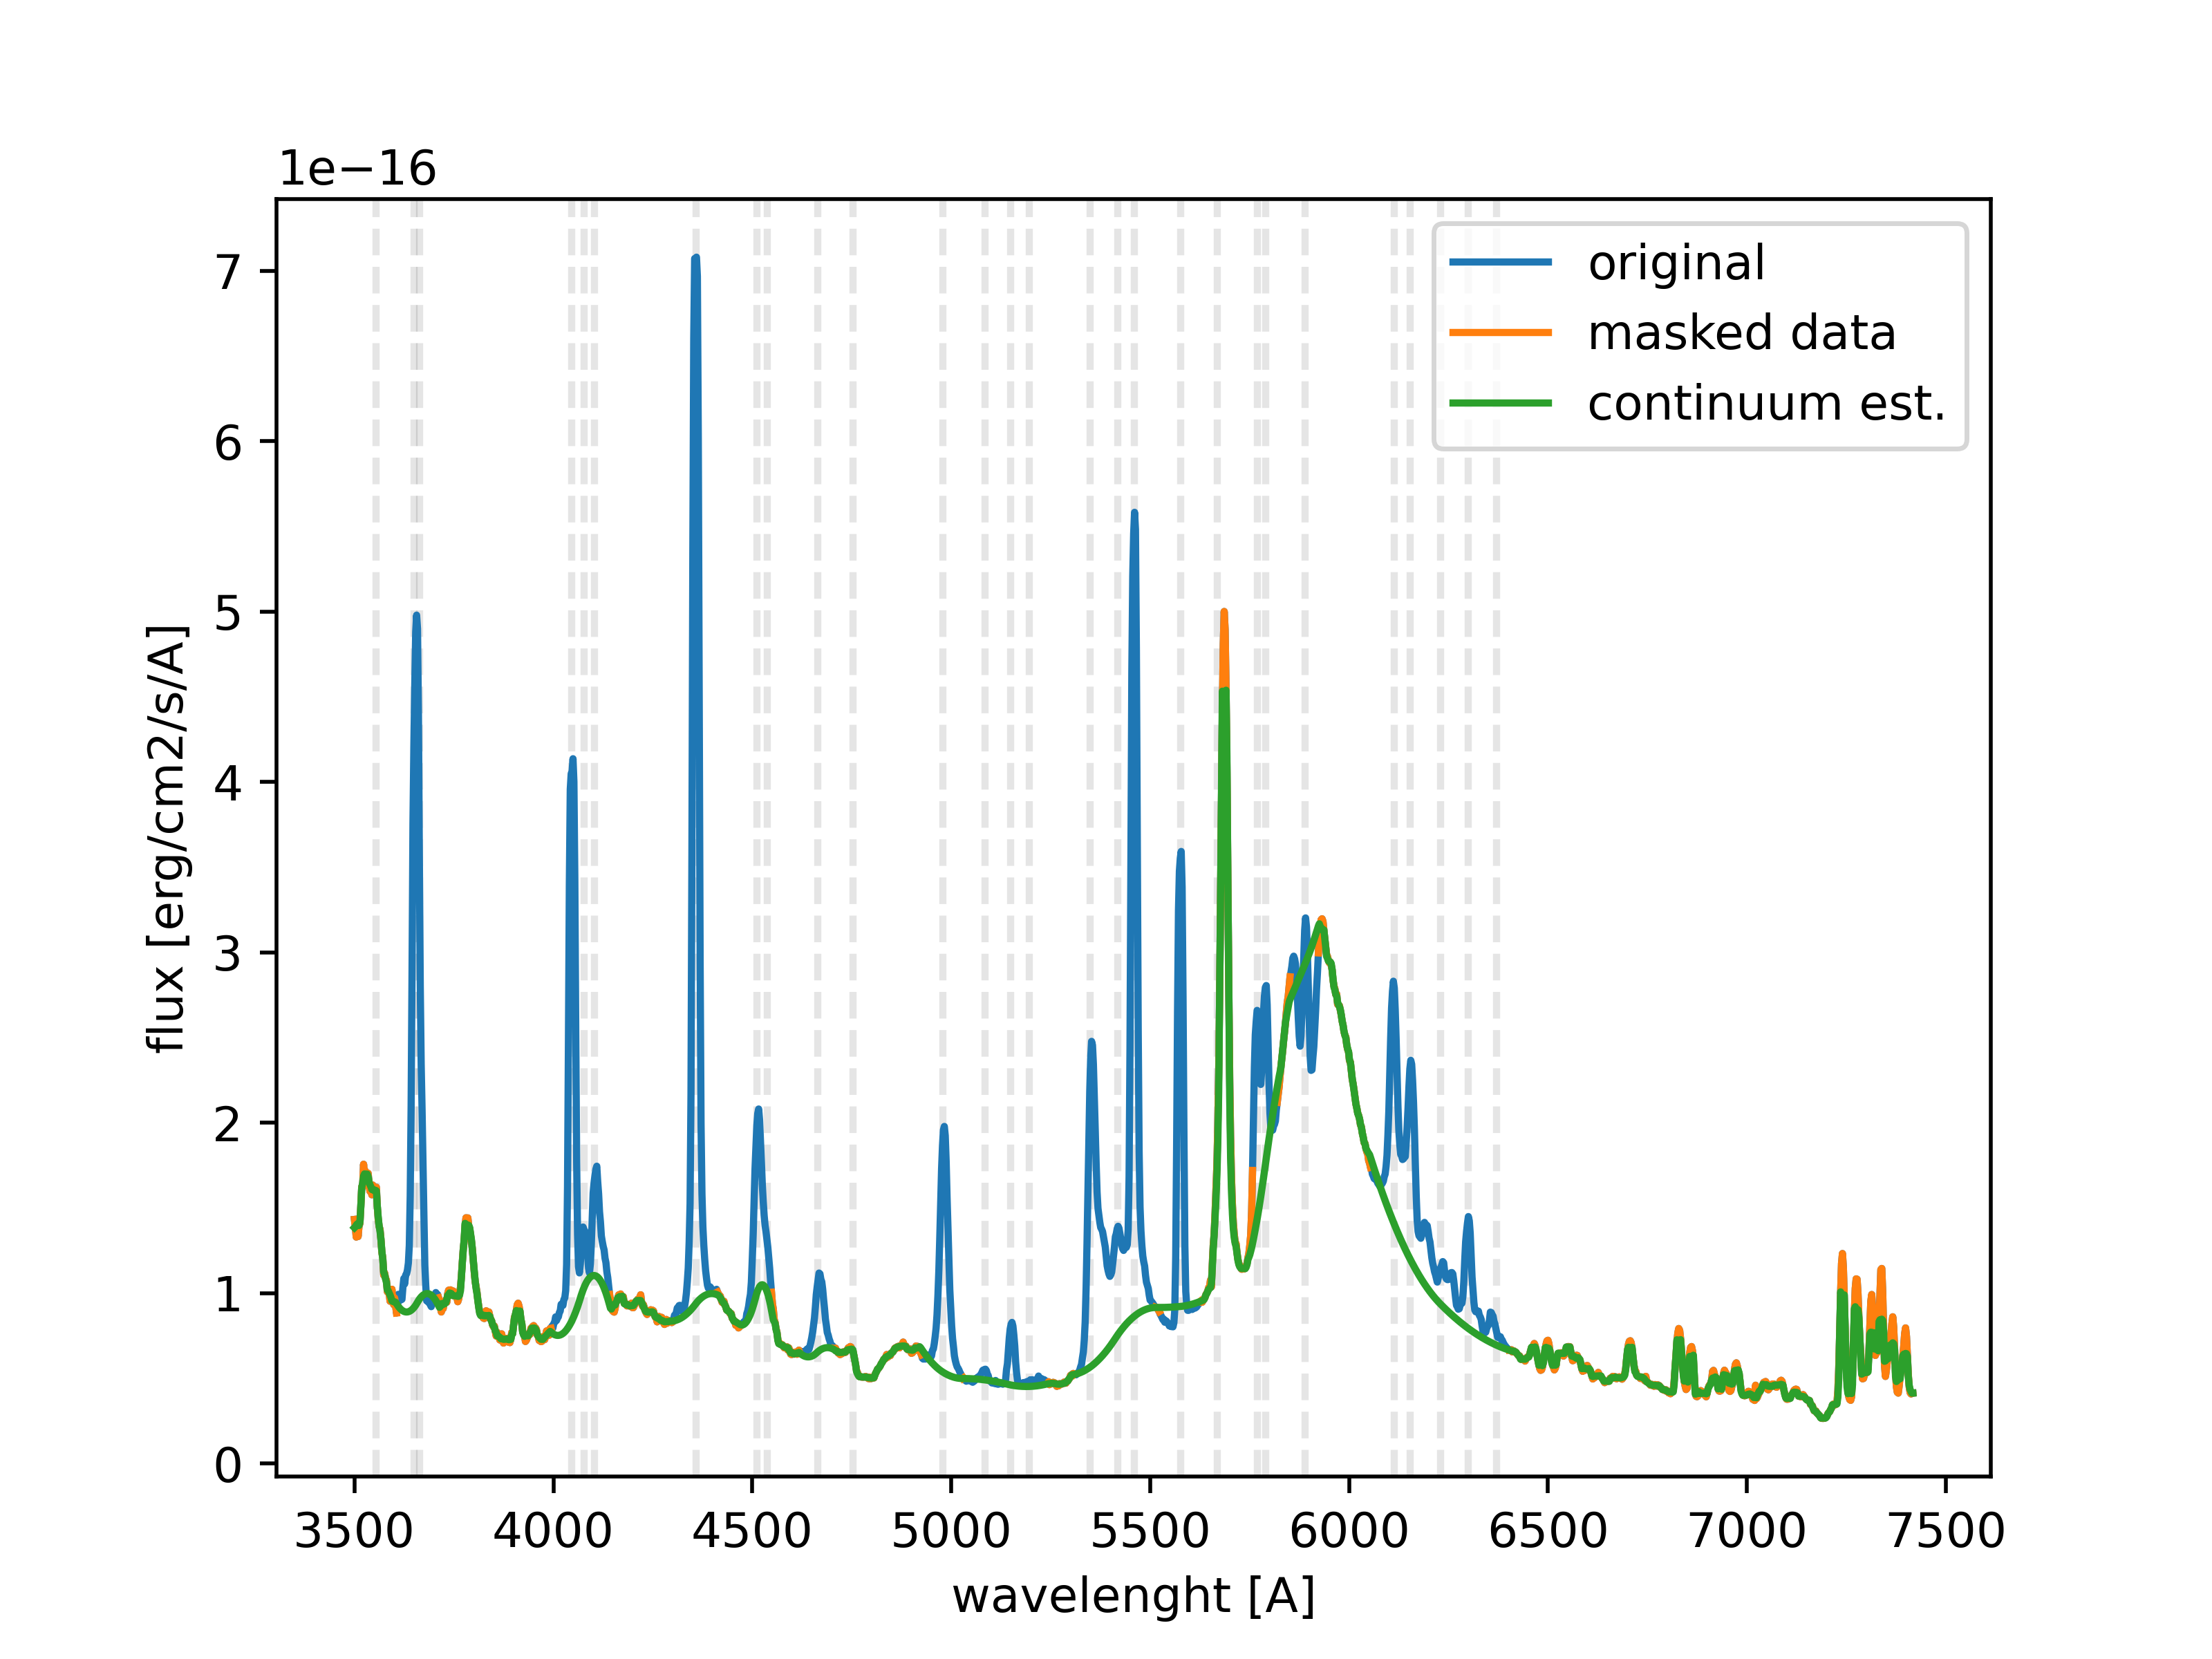 1e−16
7
6
5
4
3
2
1
0
flux [erg/cm2/s/A]
original
masked data
continuum est.
3500 4000 4500 5000 5500 6000 6500 7000 7500
wavelenght [A]